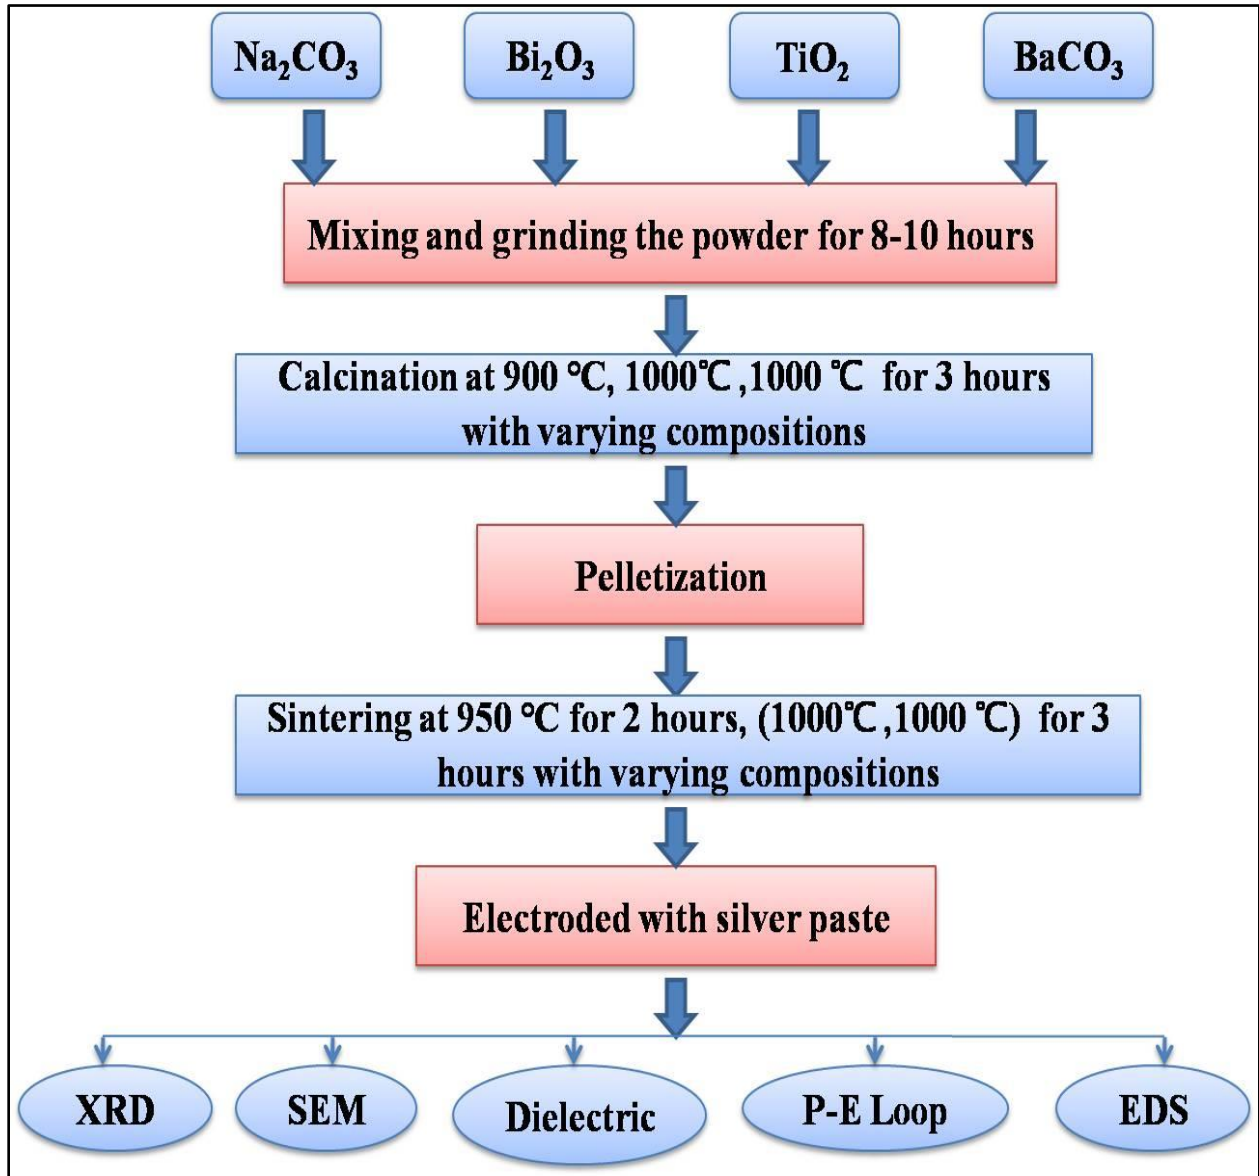 Na₂CO₃
Bi₂O₃
TiO₂
BaCO₃
Mixing and grinding the powder for 8-10 hours
Calcination at 900 °C, 1000℃ ,1000 ℃ for 3 hours
with varying compositions
Pelletization
Sintering at 950 °C for 2 hours, (1000℃ ,1000 ℃) for 3
hours with varying compositions
Electroded with silver paste
XRD
SEM
Dielectric
P-E Loop
EDS